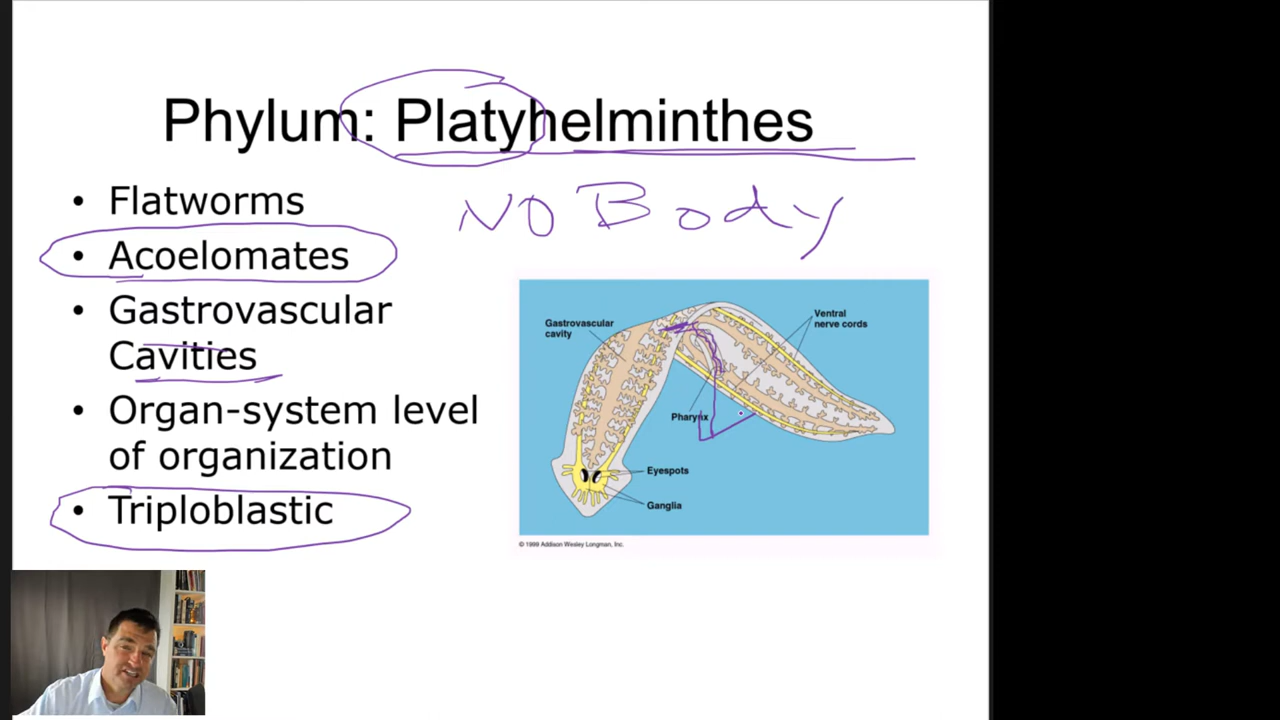 Phylum: Platyhelminthes
• Flatworms
• Acoelomates
• Gastrovascular
Cavities
• Organ-system level
of organization
• Triploblastic
NO Body
Gastrovascular
cavity
Ventral
nerve cords
Pharynx
Eyespots
Ganglia
© 1999 Addison Wesley Longman, Inc.